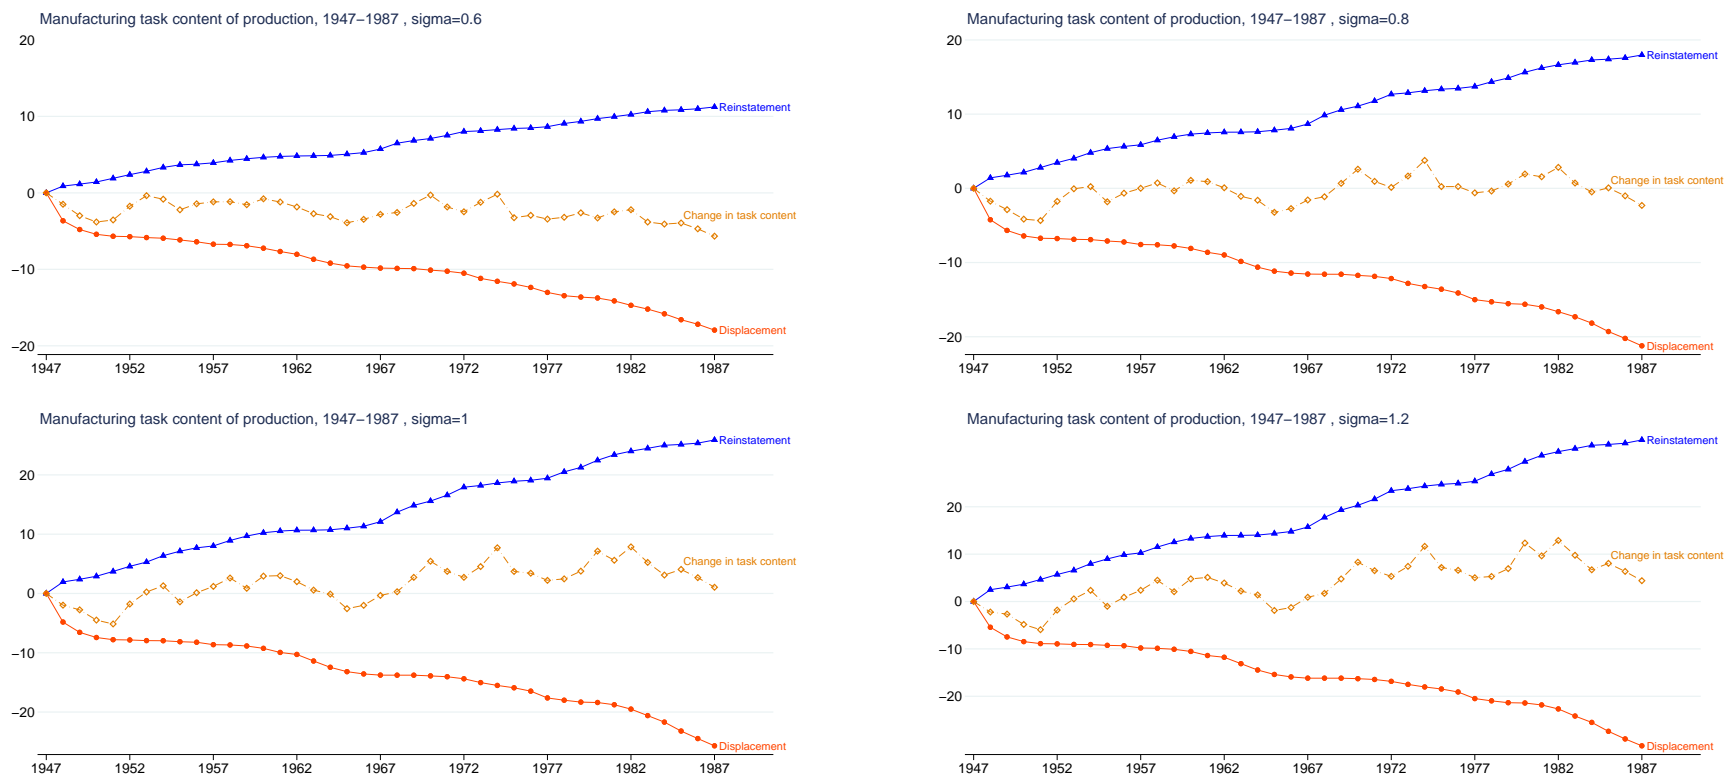 Manufacturing task content of production, 1947−1987 , sigma=0.6
20
10
0
−10
−20
Reinstatement
Change in task content
Displacement
1947 1952 1957 1962 1967 1972 1977 1982 1987
Manufacturing task content of production, 1947−1987 , sigma=0.8
20
10
0
−10
−20
Reinstatement
Change in task content
Displacement
1947 1952 1957 1962 1967 1972 1977 1982 1987
Manufacturing task content of production, 1947−1987 , sigma=1
20
10
0
−10
−20
Reinstatement
Change in task content
Displacement
1947 1952 1957 1962 1967 1972 1977 1982 1987
Manufacturing task content of production, 1947−1987 , sigma=1.2
20
10
0
−10
−20
Reinstatement
Change in task content
Displacement
1947 1952 1957 1962 1967 1972 1977 1982 1987